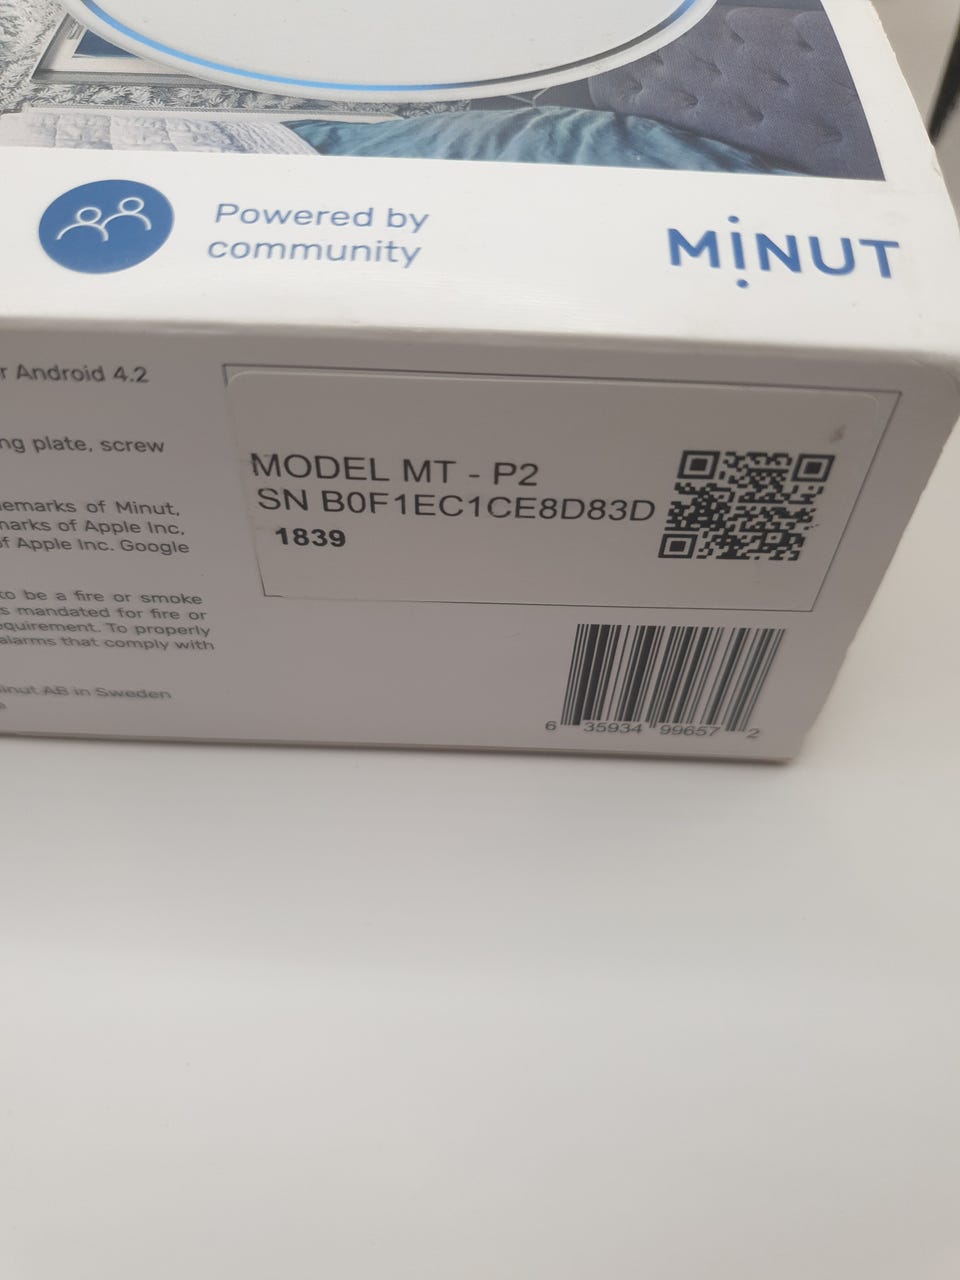 Powered by
community
MINUT
r Android 4.2
ng plate, screw
emarks of Minut,
marks of Apple Inc,
of Apple Inc. Google
to be a fire or smoke
s mandated for fire or
equirement. To properly
alarms that comply with
inut AB in Sweden
MODEL MT - P2
SN B0F1EC1CE8D83D
1839
6 35934 99657 2